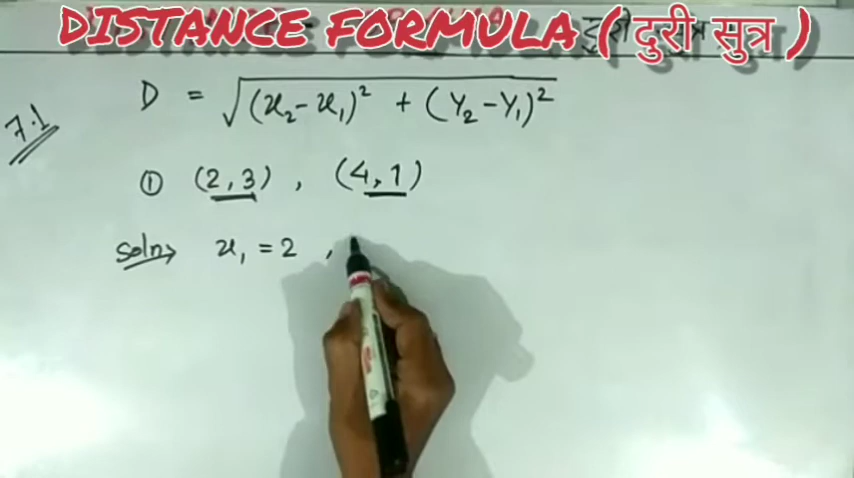 DISTANCE FORMULA ( दुरी सुत्र )
7.1
D = √(x₂-x₁)² + (Y₂-Y₁)²
① (2,3) , (4,1)
Soln→ x₁ = 2 ,